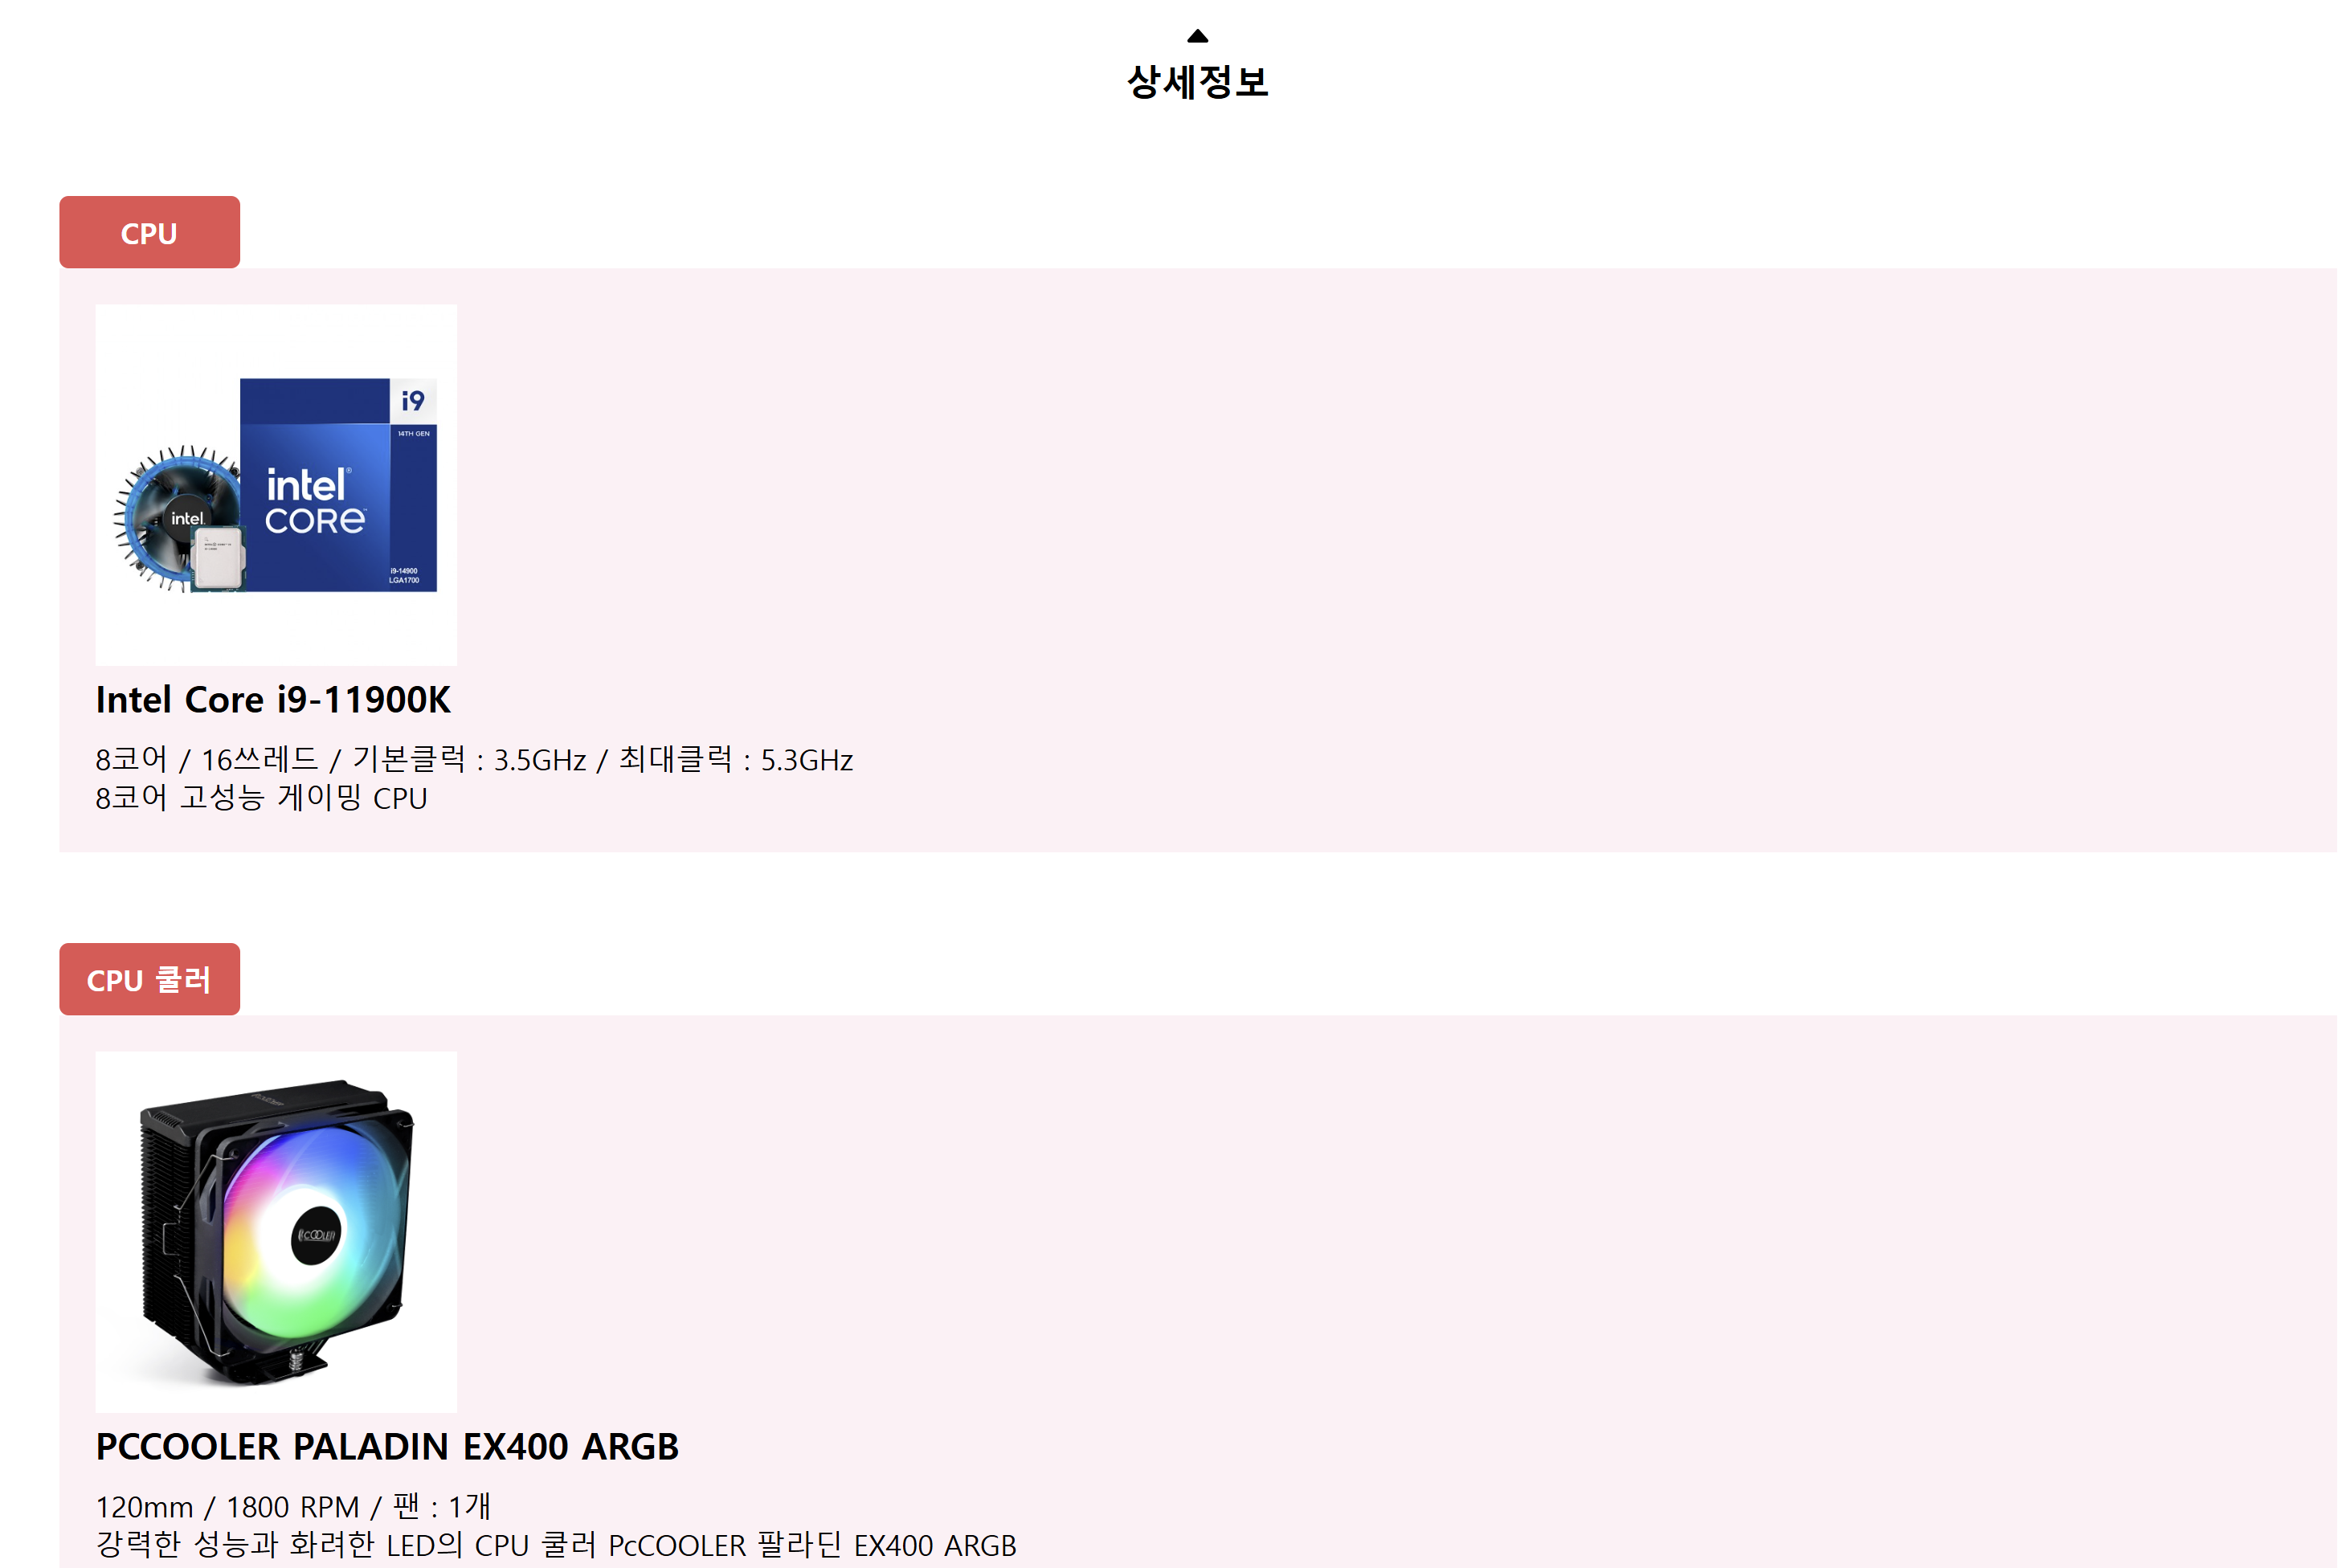 상세정보
CPU
i9
14TH GEN
intel
CORE
intel.
i9-14900
LGA1700
Intel Core i9-11900K
8코어 / 16쓰레드 / 기본클럭 : 3.5GHz / 최대클럭 : 5.3GHz
8코어 고성능 게이밍 CPU
CPU 쿨러
PCCOOLER
PCCOOLER PALADIN EX400 ARGB
120mm / 1800 RPM / 팬 : 1개
강력한 성능과 화려한 LED의 CPU 쿨러 PcCOOLER 팔라딘 EX400 ARGB